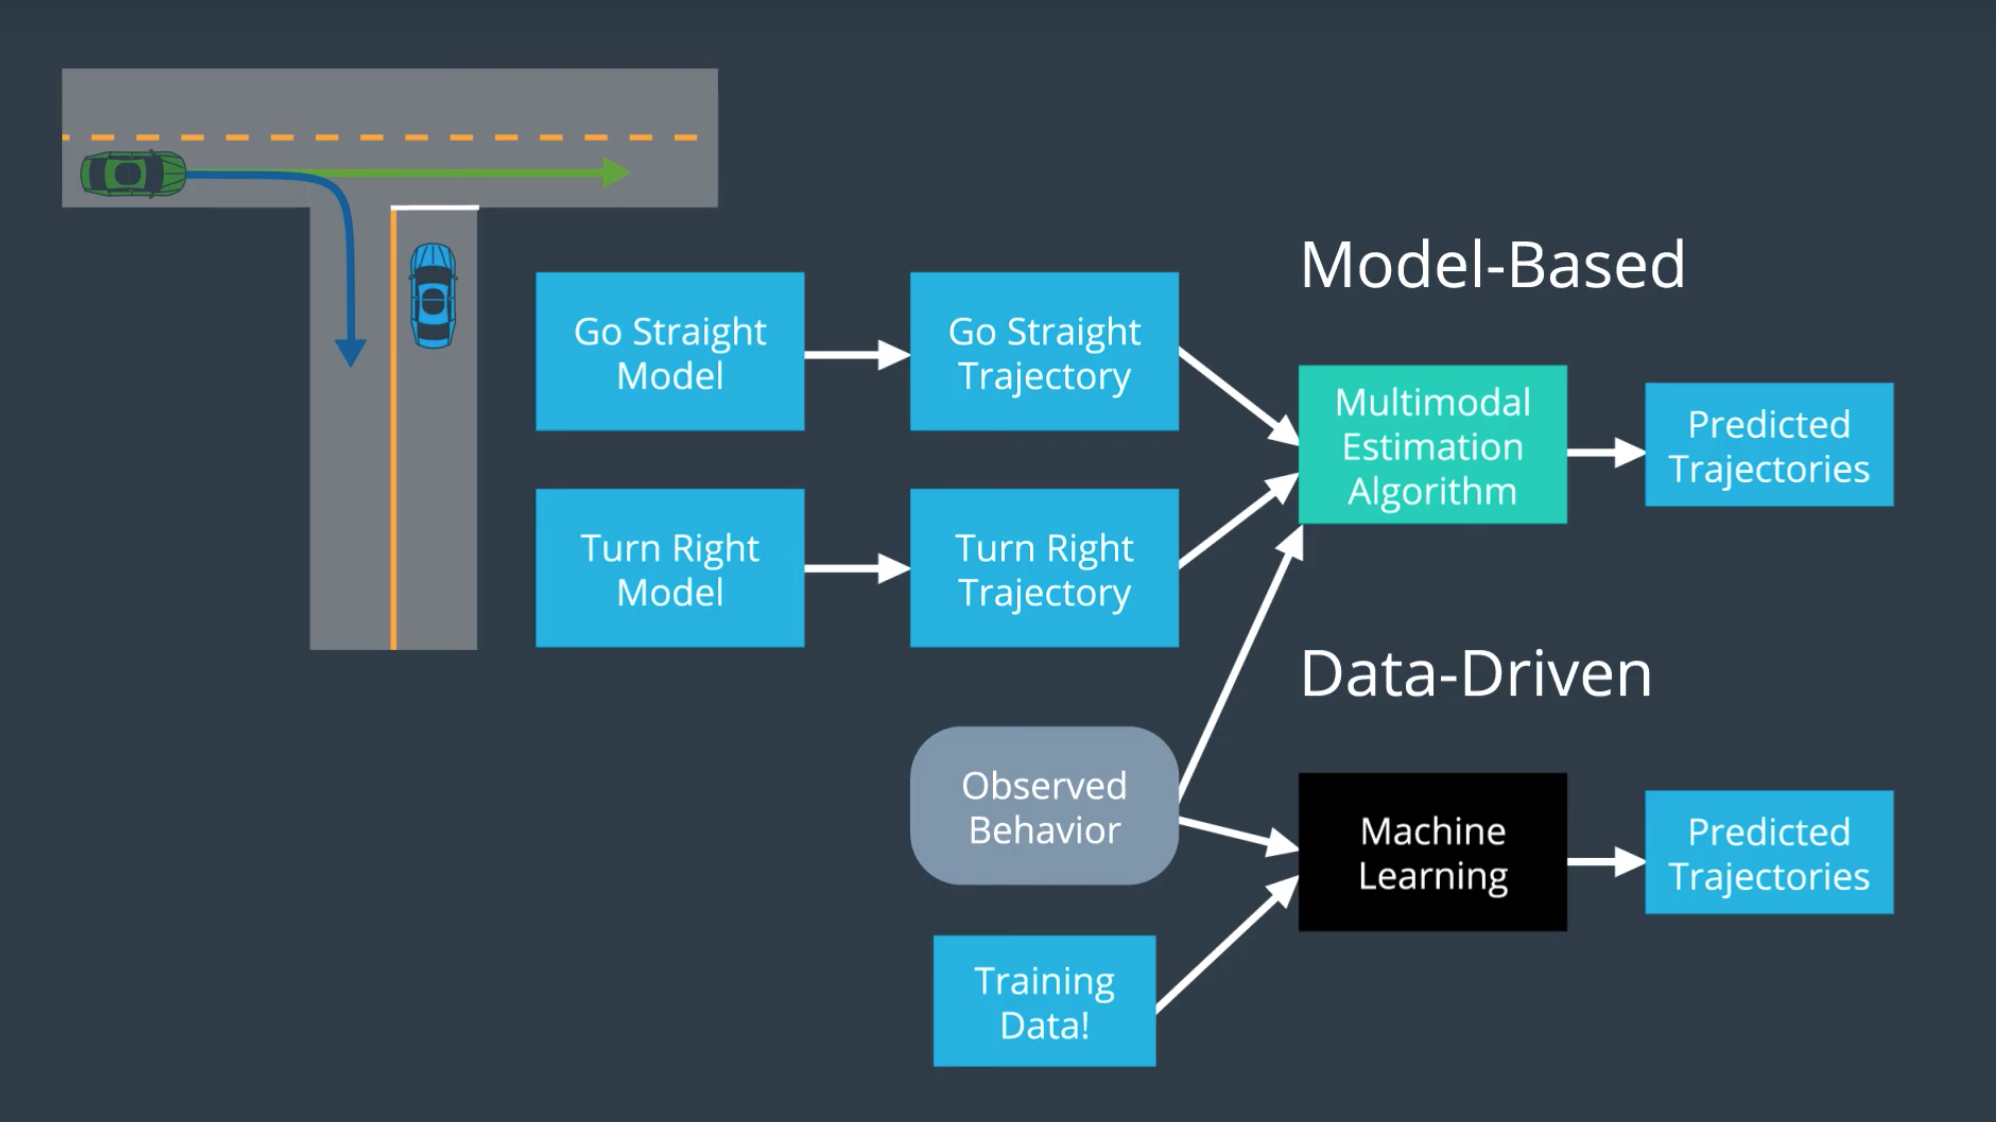 Model-Based
Go Straight
Model
Go Straight
Trajectory
Multimodal
Estimation
Algorithm
Predicted
Trajectories
Turn Right
Model
Turn Right
Trajectory
Data-Driven
Observed
Behavior
Machine
Learning
Predicted
Trajectories
Training
Data!